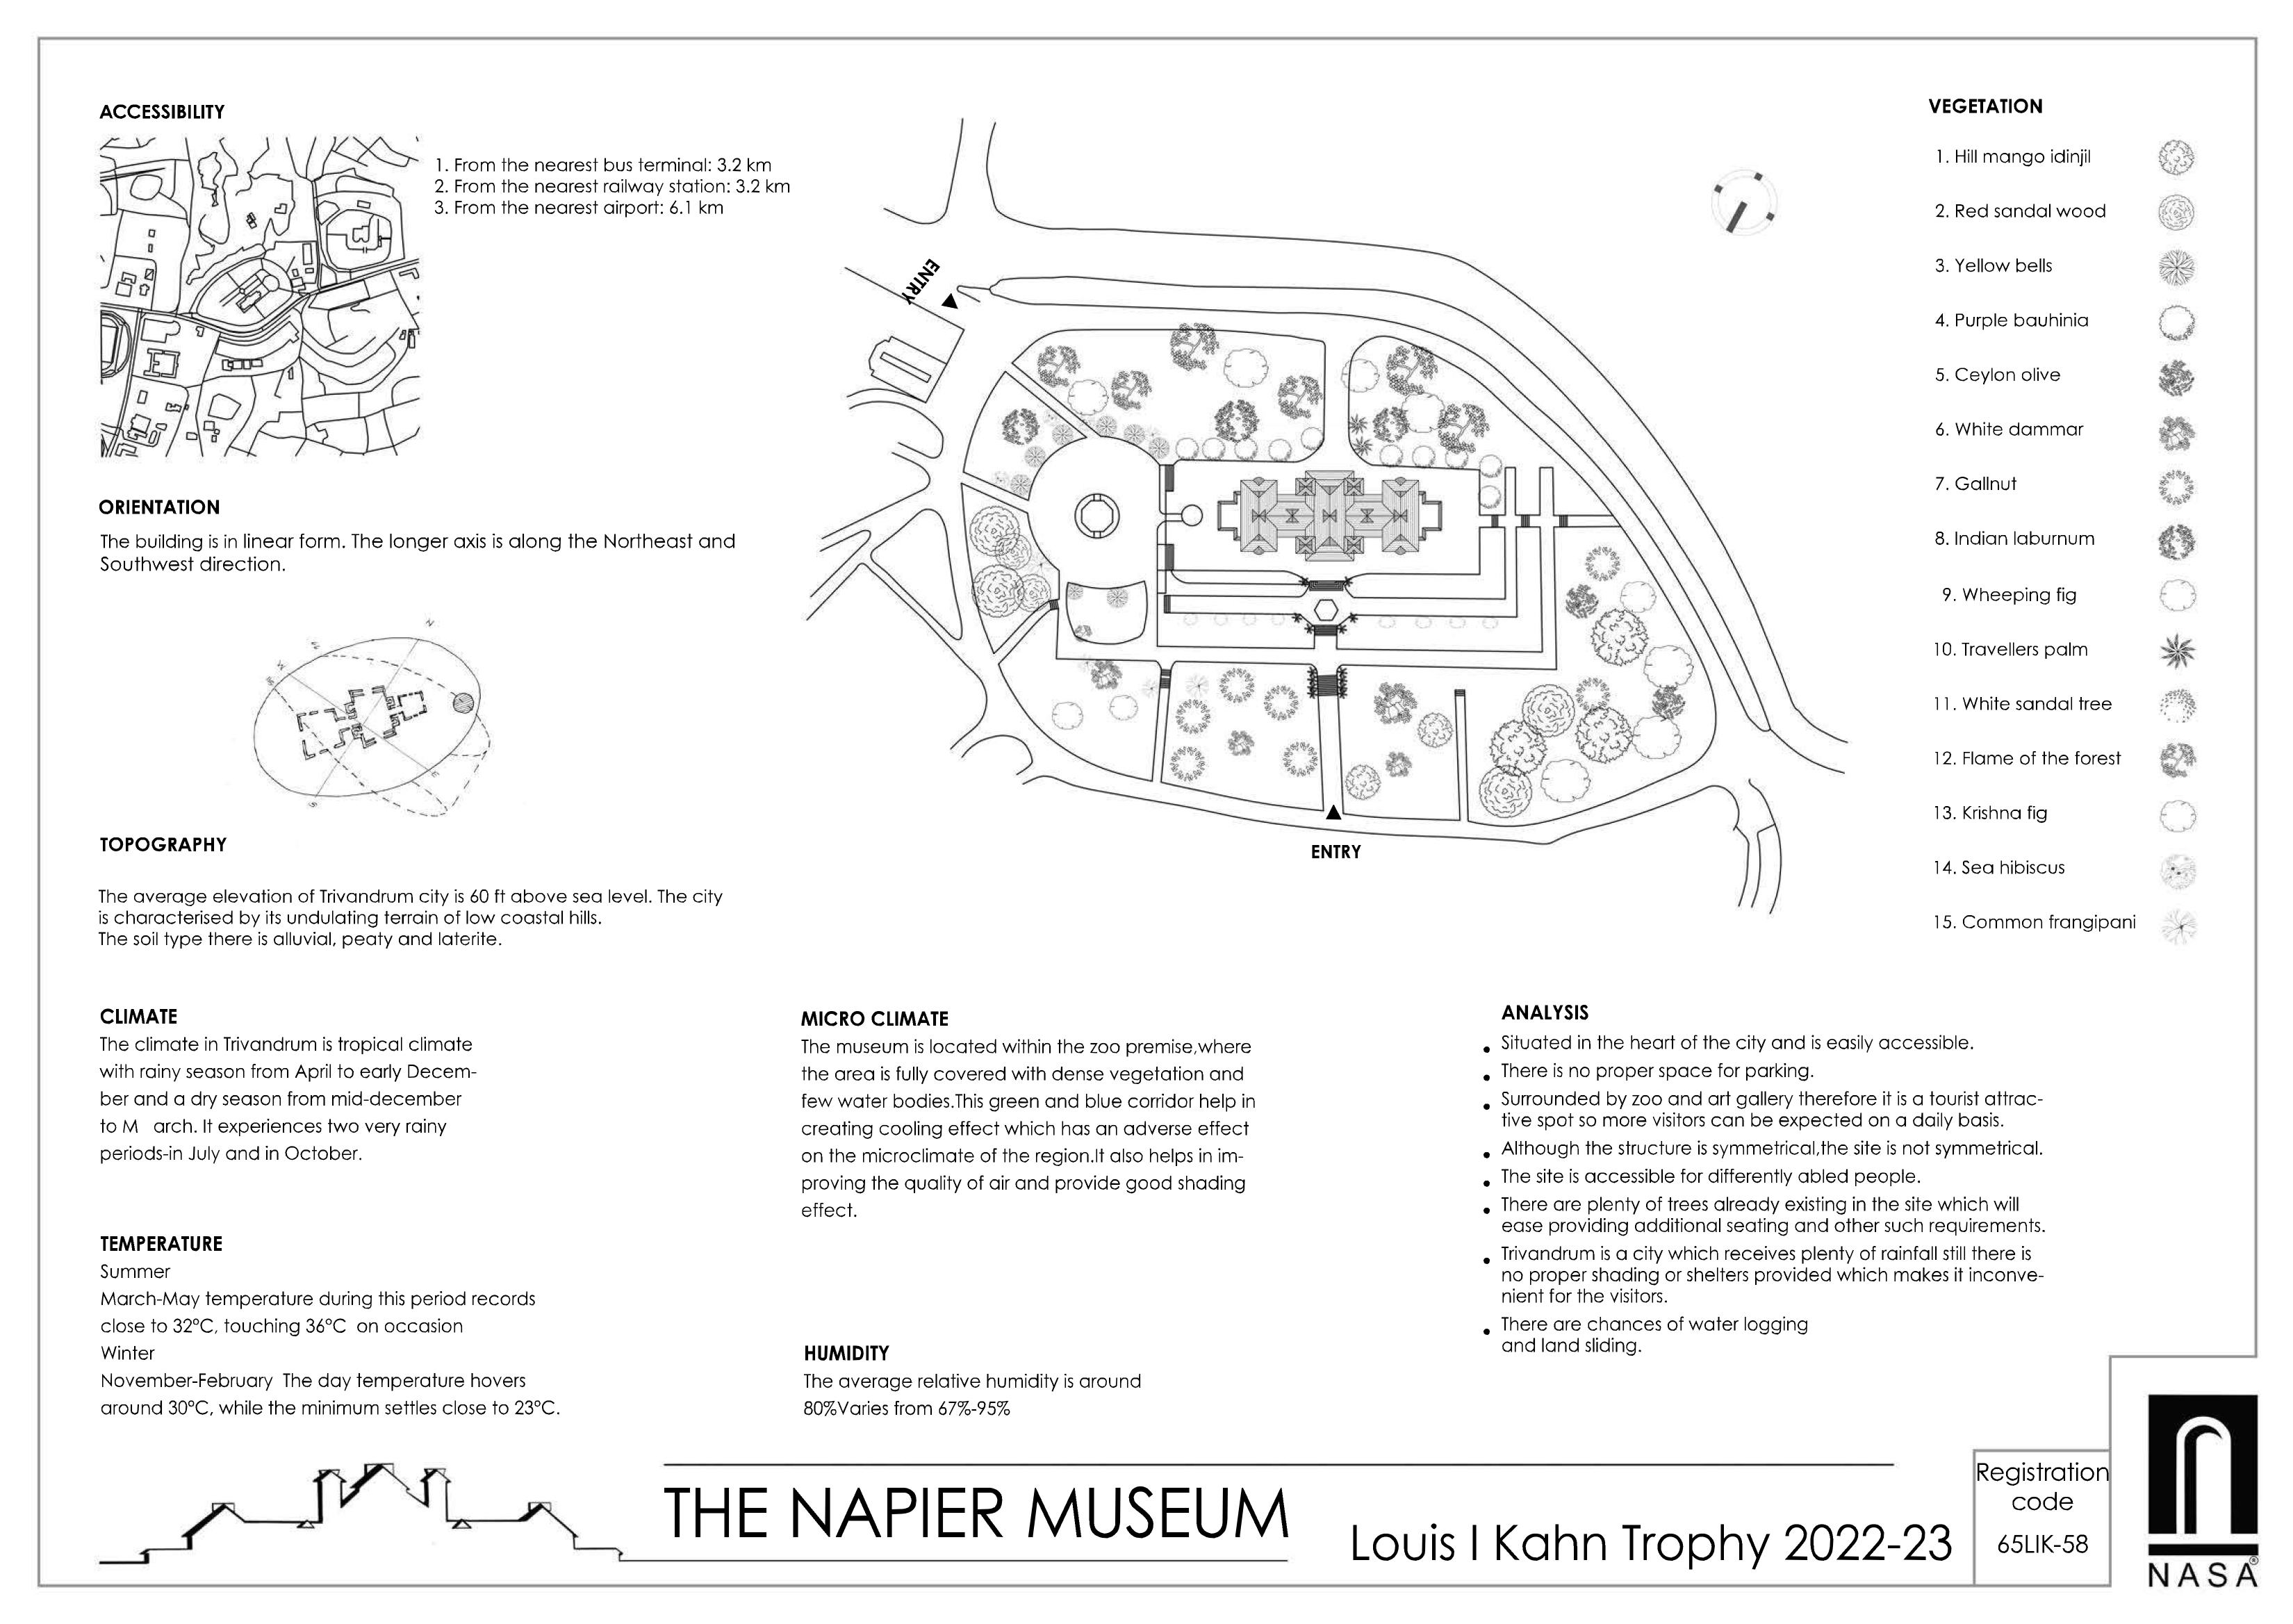 ACCESSIBILITY
1. From the nearest bus terminal: 3.2 km
2. From the nearest railway station: 3.2 km
3. From the nearest airport: 6.1 km
ORIENTATION
The building is in linear form. The longer axis is along the Northeast and
Southwest direction.
N
W
E
S
TOPOGRAPHY
The average elevation of Trivandrum city is 60 ft above sea level. The city
is characterised by its undulating terrain of low coastal hills.
The soil type there is alluvial, peaty and laterite.
ENTRY
ENTRY
VEGETATION
1. Hill mango idinjil
2. Red sandal wood
3. Yellow bells
4. Purple bauhinia
5. Ceylon olive
6. White dammar
7. Gallnut
8. Indian laburnum
9. Wheeping fig
10. Travellers palm
11. White sandal tree
12. Flame of the forest
13. Krishna fig
14. Sea hibiscus
15. Common frangipani
CLIMATE
The climate in Trivandrum is tropical climate
with rainy season from April to early Decem-
ber and a dry season from mid-december
to M arch. It experiences two very rainy
periods-in July and in October.
TEMPERATURE
Summer
March-May temperature during this period records
close to 32°C, touching 36°C on occasion
Winter
November-February The day temperature hovers
around 30°C, while the minimum settles close to 23°C.
MICRO CLIMATE
The museum is located within the zoo premise,where
the area is fully covered with dense vegetation and
few water bodies.This green and blue corridor help in
creating cooling effect which has an adverse effect
on the microclimate of the region.It also helps in im-
proving the quality of air and provide good shading
effect.
HUMIDITY
The average relative humidity is around
80%Varies from 67%-95%
ANALYSIS
• Situated in the heart of the city and is easily accessible.
• There is no proper space for parking.
• Surrounded by zoo and art gallery therefore it is a tourist attrac-
tive spot so more visitors can be expected on a daily basis.
• Although the structure is symmetrical,the site is not symmetrical.
• The site is accessible for differently abled people.
• There are plenty of trees already existing in the site which will
ease providing additional seating and other such requirements.
• Trivandrum is a city which receives plenty of rainfall still there is
no proper shading or shelters provided which makes it inconve-
nient for the visitors.
• There are chances of water logging
and land sliding.
THE NAPIER MUSEUM
Louis I Kahn Trophy 2022-23
Registration
code
65LIK-58
NASA®